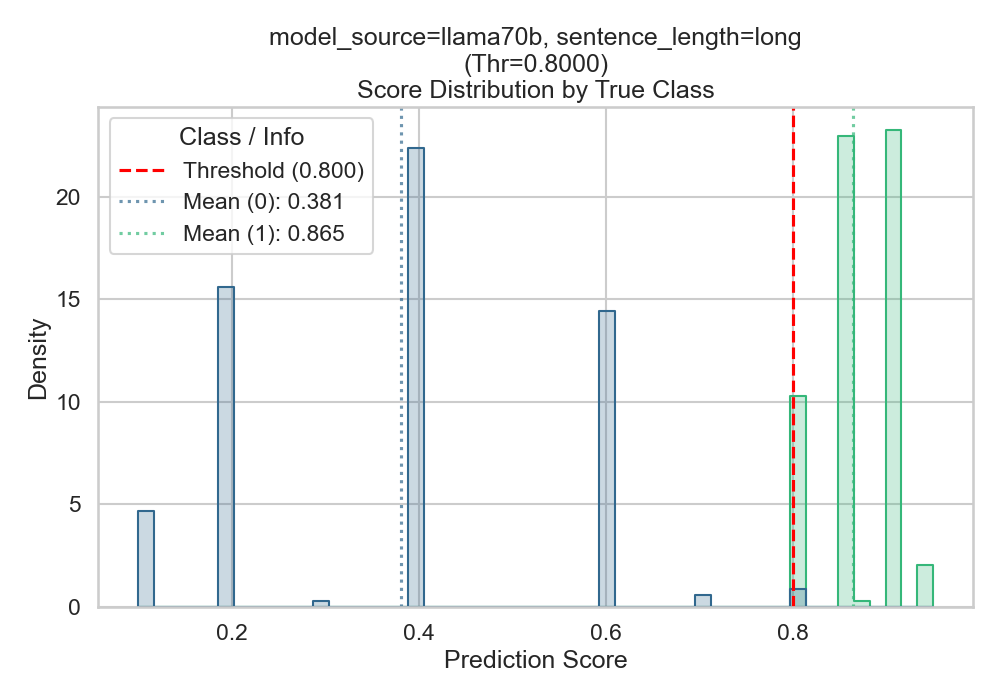 model_source=llama70b, sentence_length=long
(Thr=0.8000)
Score Distribution by True Class
Class / Info
Threshold (0.800)
Mean (0): 0.381
Mean (1): 0.865
20
15
10
5
0
Density
0.2 0.4 0.6 0.8
Prediction Score